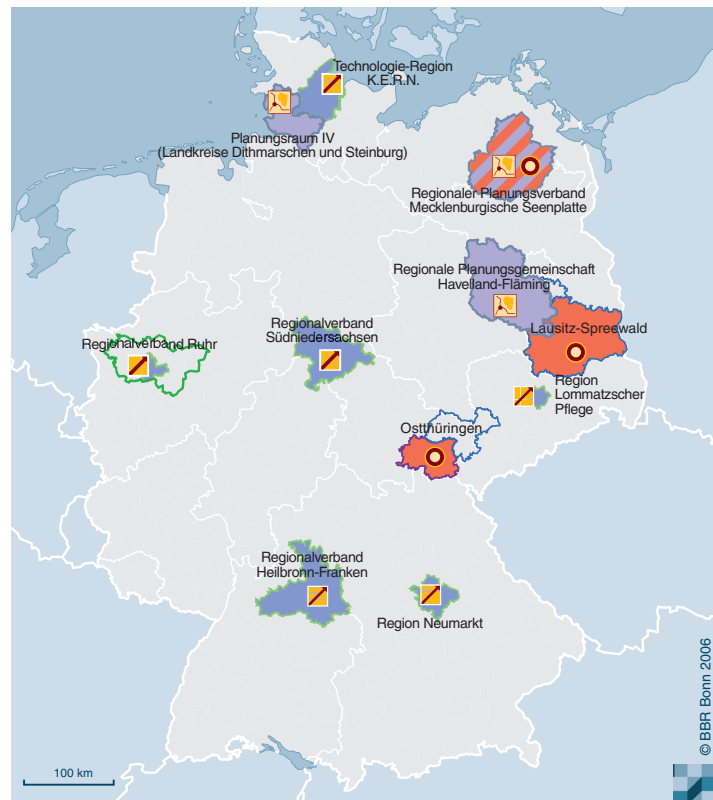 Technologie-Region
K.E.R.N.
Planungsraum IV
(Landkreise Dithmarschen und Steinburg)
Regionaler Planungsverband
Mecklenburgische Seenplatte
Regionale Planungsgemeinschaft
Havelland-Fläming
Lausitz-Spreewald
Regionalverband
Südniedersachsen
Regionalverband Ruhr
Region
Lommatzscher
Pflege
Ostthüringen
Regionalverband
Heilbronn-Franken
Region Neumarkt
100 km
© BBR Bonn 2006